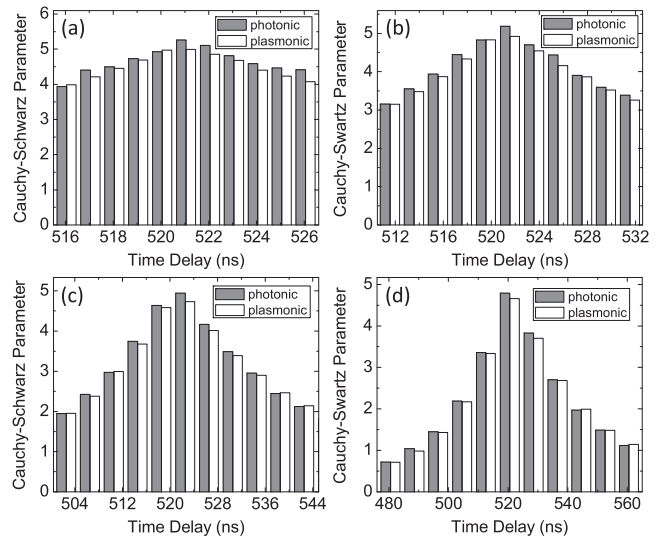 (a)
photonic
plasmonic
Cauchy-Schwarz Parameter
6
5
4
3
2
1
0
516 518 520 522 524 526
Time Delay (ns)
(b)
photonic
plasmonic
Cauchy-Swartz Parameter
5
4
3
2
1
0
512 516 520 524 528 532
Time Delay (ns)
(c)
photonic
plasmonic
Cauchy-Schwarz Parameter
5
4
3
2
1
0
504 512 520 528 536 544
Time Delay (ns)
(d)
photonic
plasmonic
Cauchy-Swartz Parameter
5
4
3
2
1
0
480 500 520 540 560
Time Delay (ns)